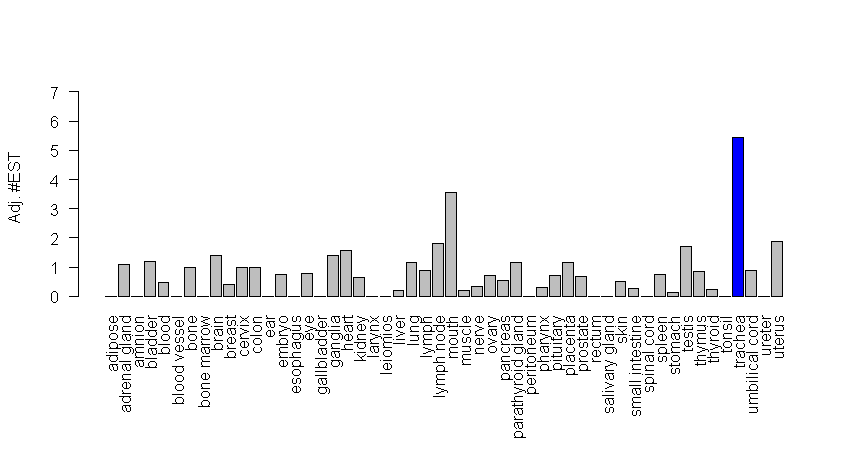 7
6
5
4
3
2
1
0
Adj. #EST
adipose
adrenal gland
amnion
bladder
blood
blood vessel
bone
bone marrow
brain
breast
cervix
colon
ear
embryo
esophagus
eye
gallbladder
ganglia
heart
kidney
larynx
leiomios
liver
lung
lymph
lymph node
mouth
muscle
nerve
ovary
pancreas
parathyroid gland
peritoneum
pharynx
pituitary
placenta
prostate
rectum
salivary gland
skin
small intestine
spinal cord
spleen
stomach
testis
thymus
thyroid
tonsil
trachea
umbilical cord
ureter
uterus